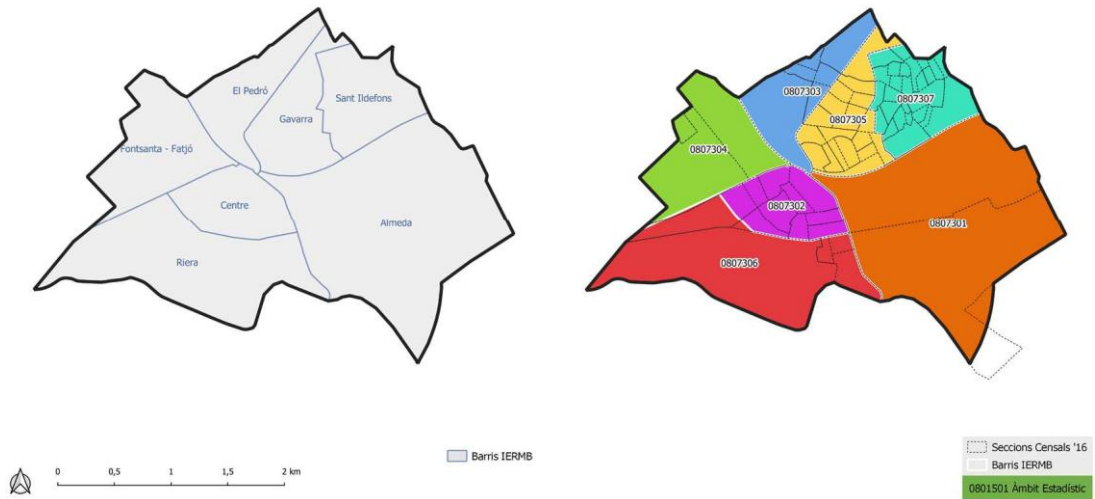 El Pedró
Sant Ildefons
Gavarra
Fontsanta - Fatjó
Centre
Almeda
Riera
0807303
0807307
0807305
0807304
0807302
0807301
0807306
Barris IERMB
0 0,5 1 1,5 2 km
Seccions Censals '16
Barris IERMB
0801501 Àmbit Estadístic